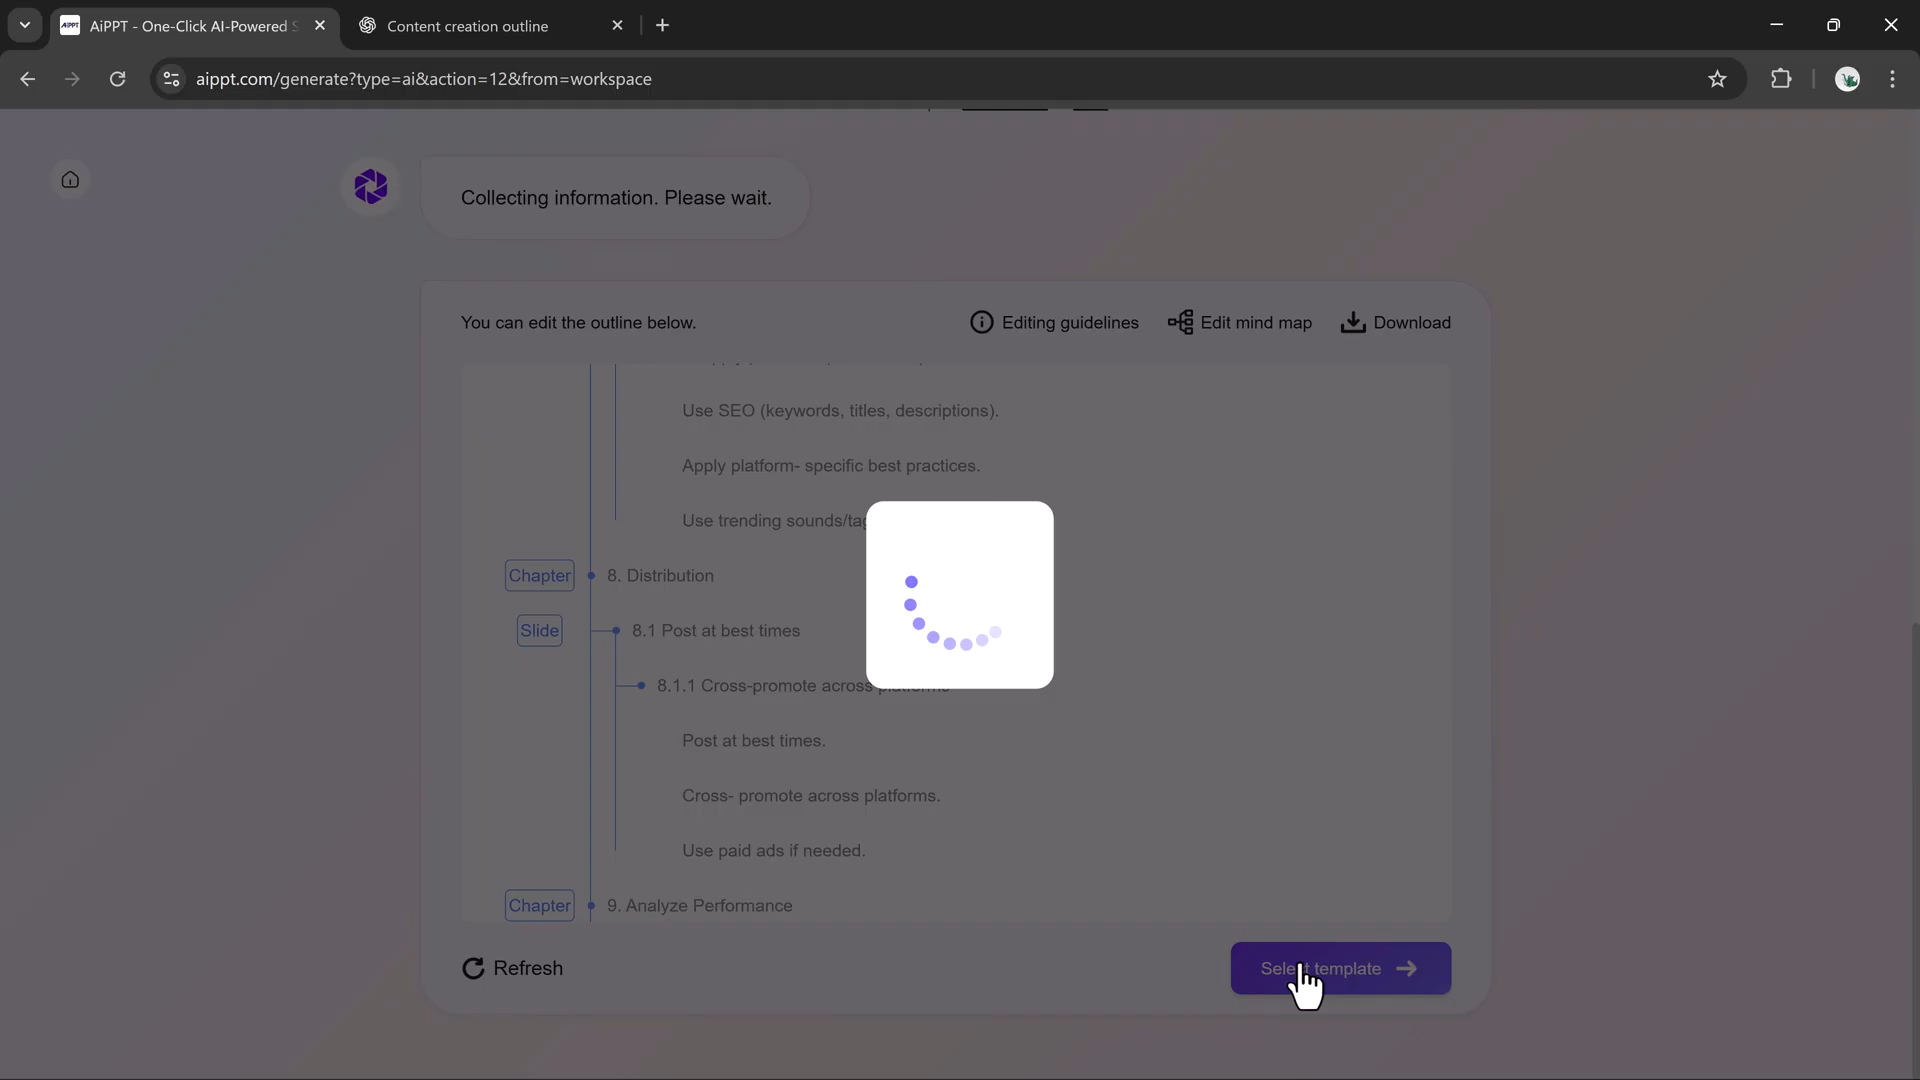 AiPPT
AiPPT - One-Click AI-Powered S
Content creation outline
aippt.com/generate?type=ai&action=12&from=workspace
Collecting information. Please wait.
You can edit the outline below.
Editing guidelines
Edit mind map
Download
Use SEO (keywords, titles, descriptions).
Apply platform- specific best practices.
Use trending sounds/tag
Chapter 8. Distribution
Slide 8.1 Post at best times
8.1.1 Cross-promote across platforms
Post at best times.
Cross- promote across platforms.
Use paid ads if needed.
Chapter 9. Analyze Performance
Refresh
Select template